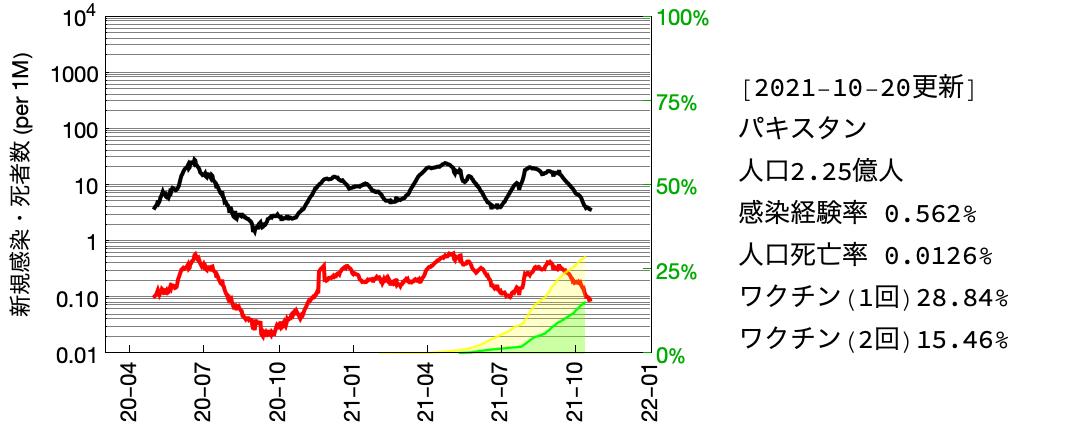 新規感染・死者数 (per 1M)
10^4
1000
100
10
1
0.10
0.01
100%
75%
50%
25%
0%
20-04
20-07
20-10
21-01
21-04
21-07
21-10
22-01
[2021-10-20更新]
パキスタン
人口2.25億人
感染経験率 0.562%
人口死亡率 0.0126%
ワクチン(1回)28.84%
ワクチン(2回)15.46%